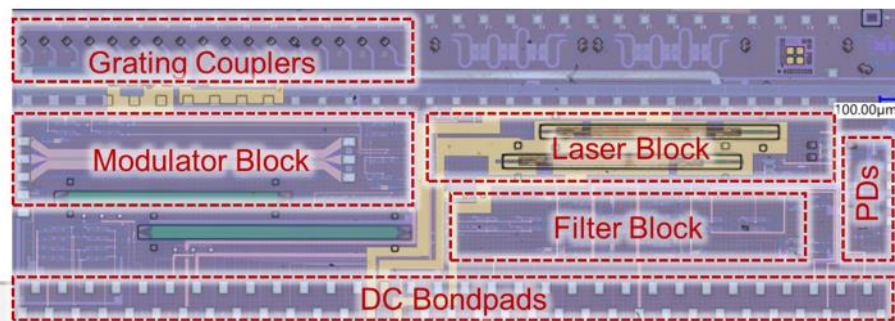 Grating Couplers
100.00μm
Modulator Block
Laser Block
PDs
Filter Block
DC Bondpads